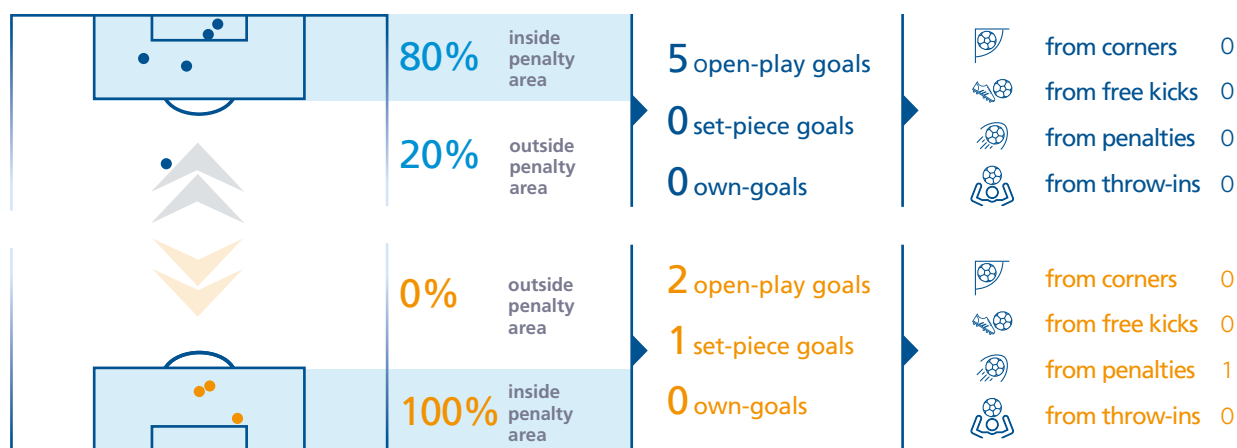 80% inside
penalty
area
20% outside
penalty
area
5 open-play goals
0 set-piece goals
0 own-goals
from corners 0
from free kicks 0
from penalties 0
from throw-ins 0
0% outside
penalty
area
100% inside
penalty
area
2 open-play goals
1 set-piece goals
0 own-goals
from corners 0
from free kicks 0
from penalties 1
from throw-ins 0